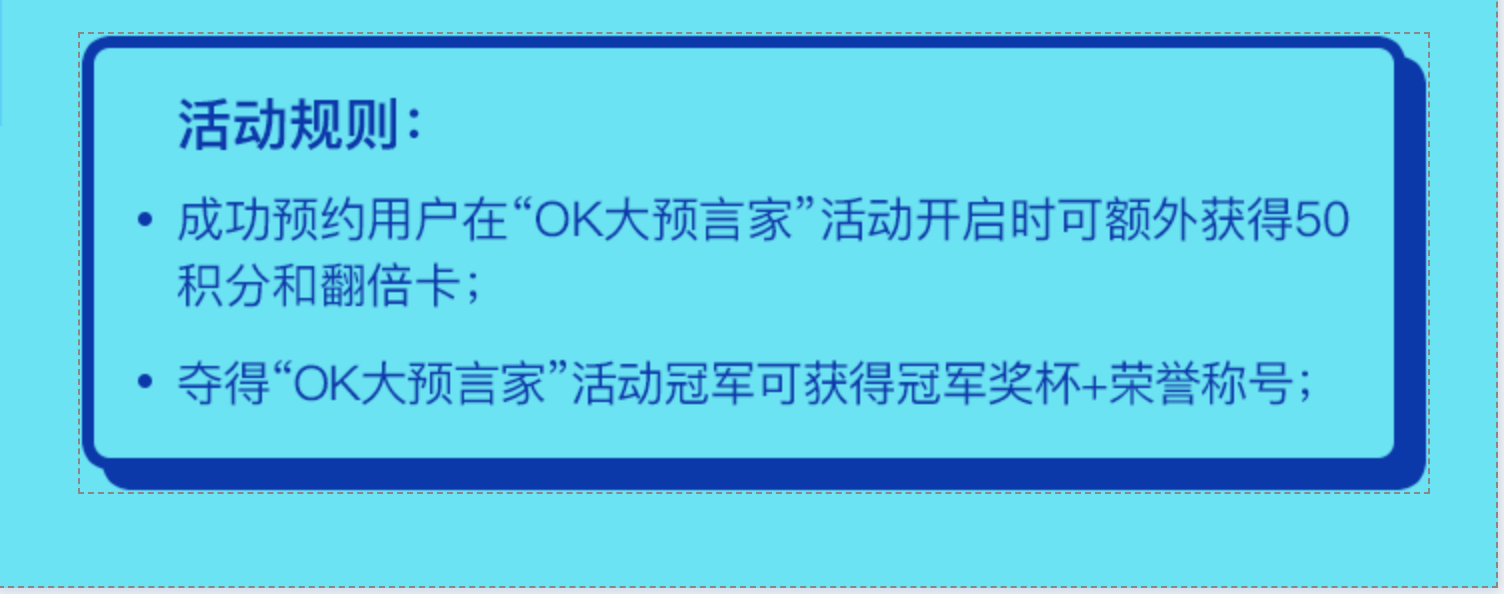 活动规则：
• 成功预约用户在“OK大预言家”活动开启时可额外获得50
积分和翻倍卡；
• 夺得“OK大预言家”活动冠军可获得冠军奖杯+荣誉称号；